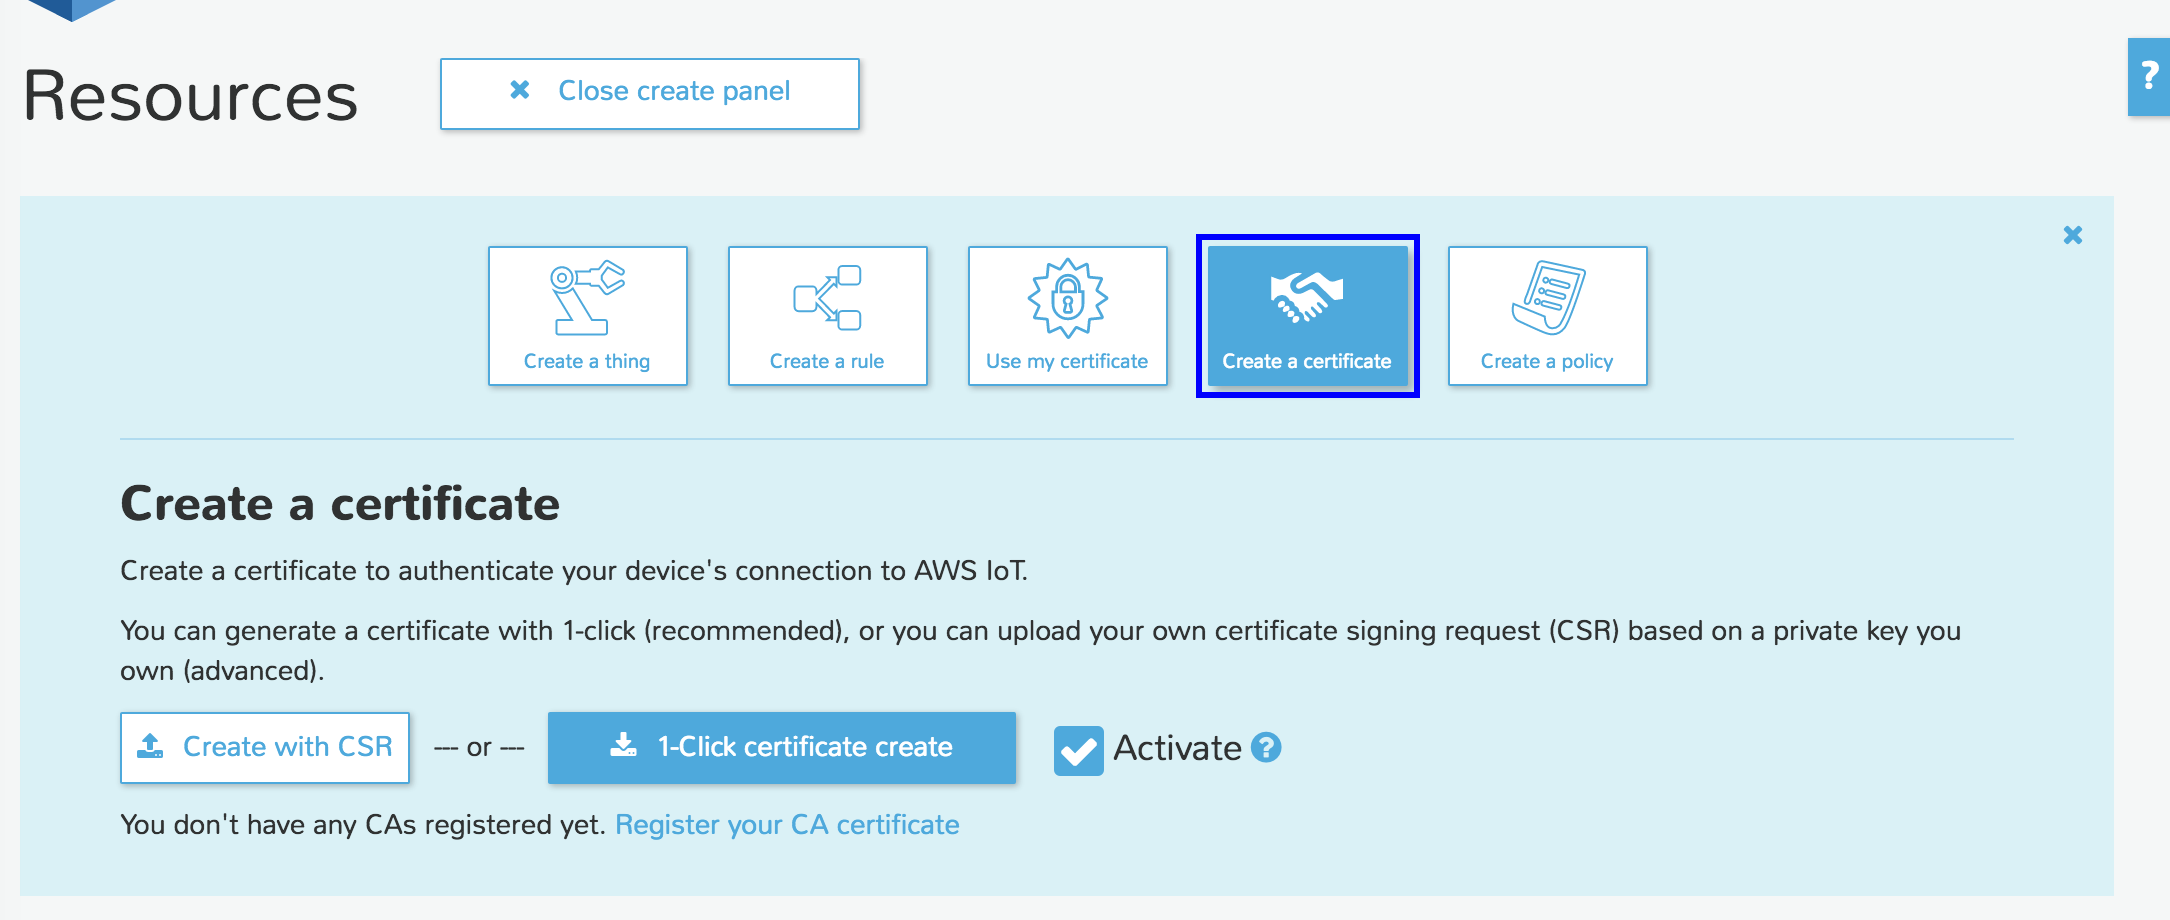 Resources
Close create panel
?
Create a thing
Create a rule
Use my certificate
Create a certificate
Create a policy
Create a certificate
Create a certificate to authenticate your device's connection to AWS IoT.
You can generate a certificate with 1-click (recommended), or you can upload your own certificate signing request (CSR) based on a private key you
own (advanced).
Create with CSR --- or --- 1-Click certificate create Activate ?
You don't have any CAs registered yet. Register your CA certificate